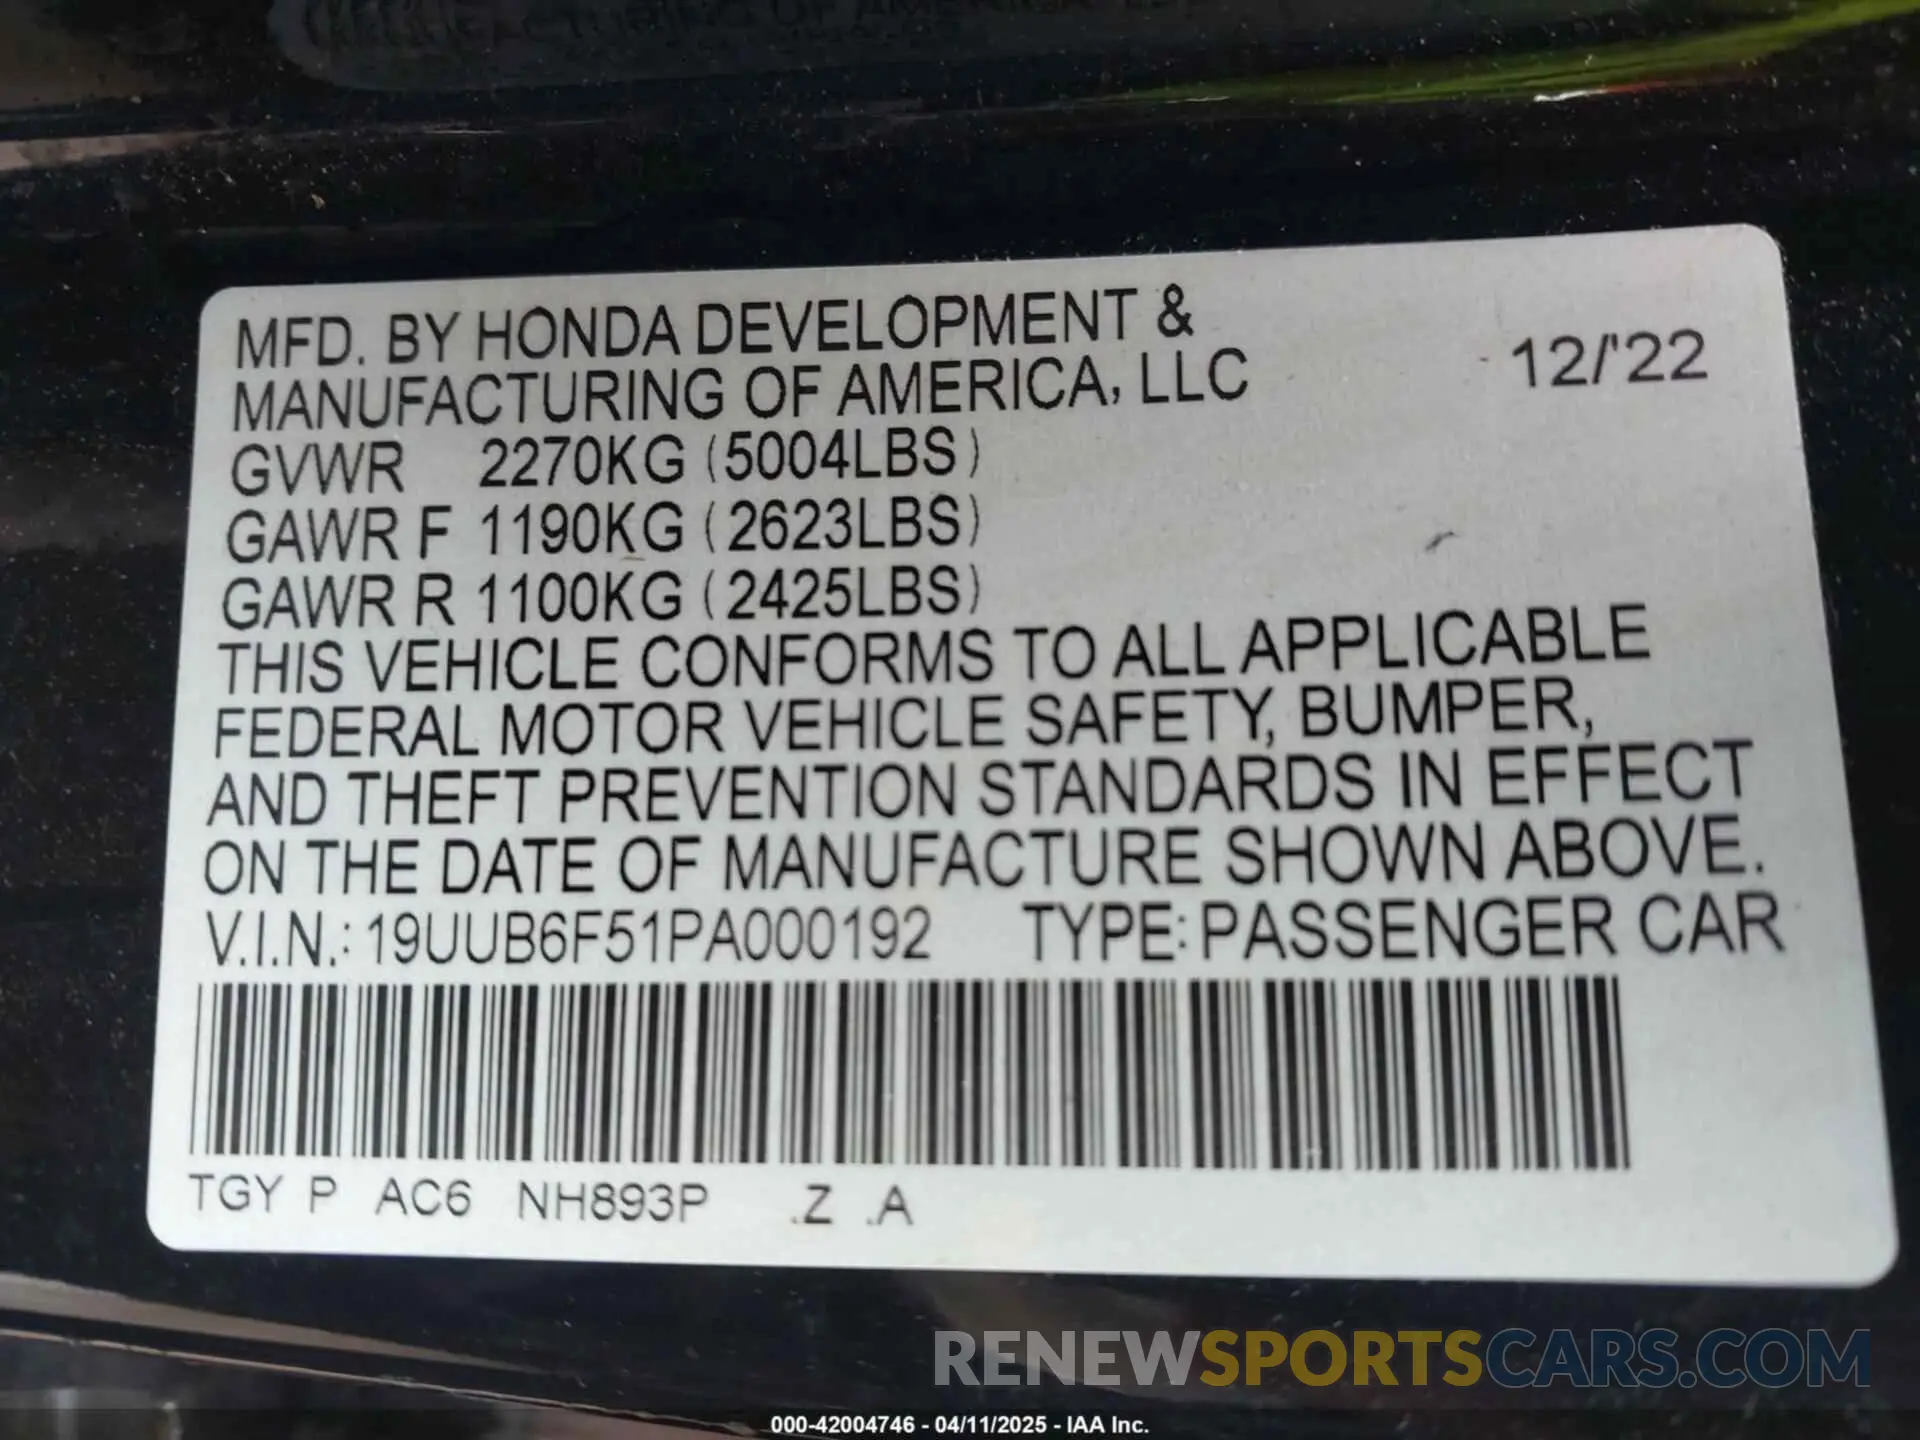 MANUFACTURING OF AMERICA
MFD. BY HONDA DEVELOPMENT &
MANUFACTURING OF AMERICA, LLC
12/'22
GVWR 2270KG (5004LBS)
GAWR F 1190KG (2623LBS)
GAWR R 1100KG (2425LBS)
THIS VEHICLE CONFORMS TO ALL APPLICABLE
FEDERAL MOTOR VEHICLE SAFETY, BUMPER,
AND THEFT PREVENTION STANDARDS IN EFFECT
ON THE DATE OF MANUFACTURE SHOWN ABOVE.
V.I.N.: 19UUB6F51PA000192 TYPE: PASSENGER CAR
TGY P AC6 NH893P .Z .A
RENEWSPORTSCARS.COM
000-42004746 - 04/11/2025 - IAA Inc.